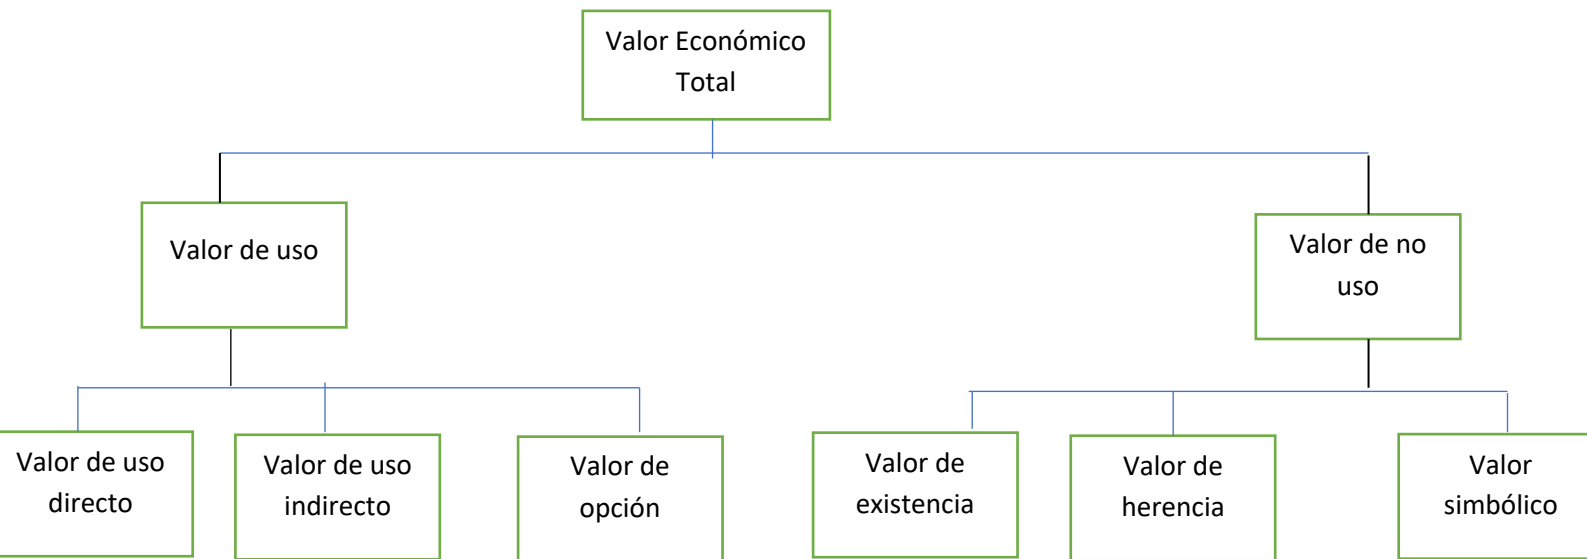 Valor Económico
Total
Valor de uso
Valor de no
uso
Valor de uso
directo
Valor de uso
indirecto
Valor de
opción
Valor de
existencia
Valor de
herencia
Valor
simbólico